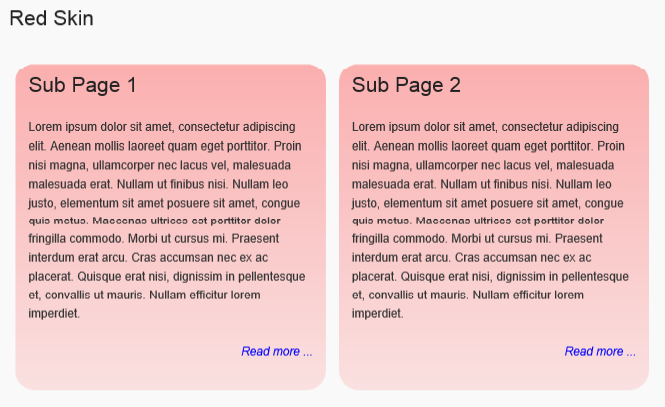 Red Skin
Sub Page 1
Lorem ipsum dolor sit amet, consectetur adipiscing
elit. Aenean mollis laoreet quam eget porttitor. Proin
nisi magna, ullamcorper nec lacus vel, malesuada
malesuada erat. Nullam ut finibus nisi. Nullam leo
justo, elementum sit amet posuere sit amet, congue
quis metus. Maecenas ultrices est porttitor dolor
fringilla commodo. Morbi ut cursus mi. Praesent
interdum erat arcu. Cras accumsan nec ex ac
placerat. Quisque erat nisi, dignissim in pellentesque
et, convallis ut mauris. Nullam efficitur lorem
imperdiet.
Read more ...
Sub Page 2
Lorem ipsum dolor sit amet, consectetur adipiscing
elit. Aenean mollis laoreet quam eget porttitor. Proin
nisi magna, ullamcorper nec lacus vel, malesuada
malesuada erat. Nullam ut finibus nisi. Nullam leo
justo, elementum sit amet posuere sit amet, congue
quis metus. Maecenas ultrices est porttitor dolor
fringilla commodo. Morbi ut cursus mi. Praesent
interdum erat arcu. Cras accumsan nec ex ac
placerat. Quisque erat nisi, dignissim in pellentesque
et, convallis ut mauris. Nullam efficitur lorem
imperdiet.
Read more ...